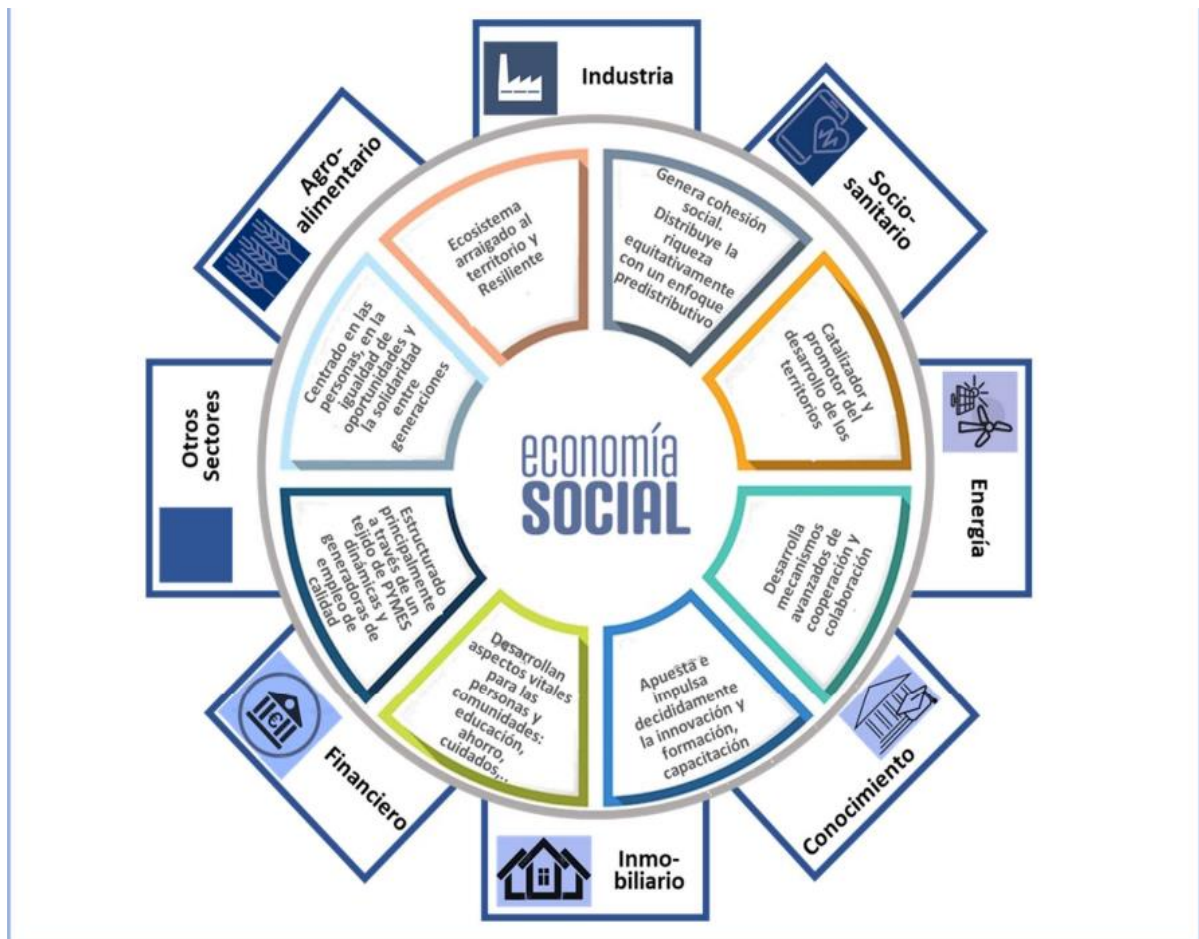 Industria
Socio-
sanitario
Energía
Conocimiento
Inmo-
biliario
Financiero
Otros
Sectores
Agro-
alimentario
Genera cohesión
social.
Distribuye la
riqueza
equitativamente
con un enfoque
predistributivo
Catalizador y
promotor del
desarrollo de los
territorios
Desarrolla
mecanismos
avanzados de
cooperación y
colaboración
Apuesta e
impulsa
decididamente
la innovación y
formación,
capacitación
Desarrollan
aspectos vitales
para las
personas y
comunidades:
educación,
ahorro,
cuidados,..
Estructurado
principalmente
a través de un
tejido de PYMES
dinámicas y
generadoras de
empleo de
calidad
Centrado en las
personas, en la
igualdad de
oportunidades y
la solidaridad
entre
generaciones
Ecosistema
arraigado al
territorio y
Resiliente
economía
SOCIAL